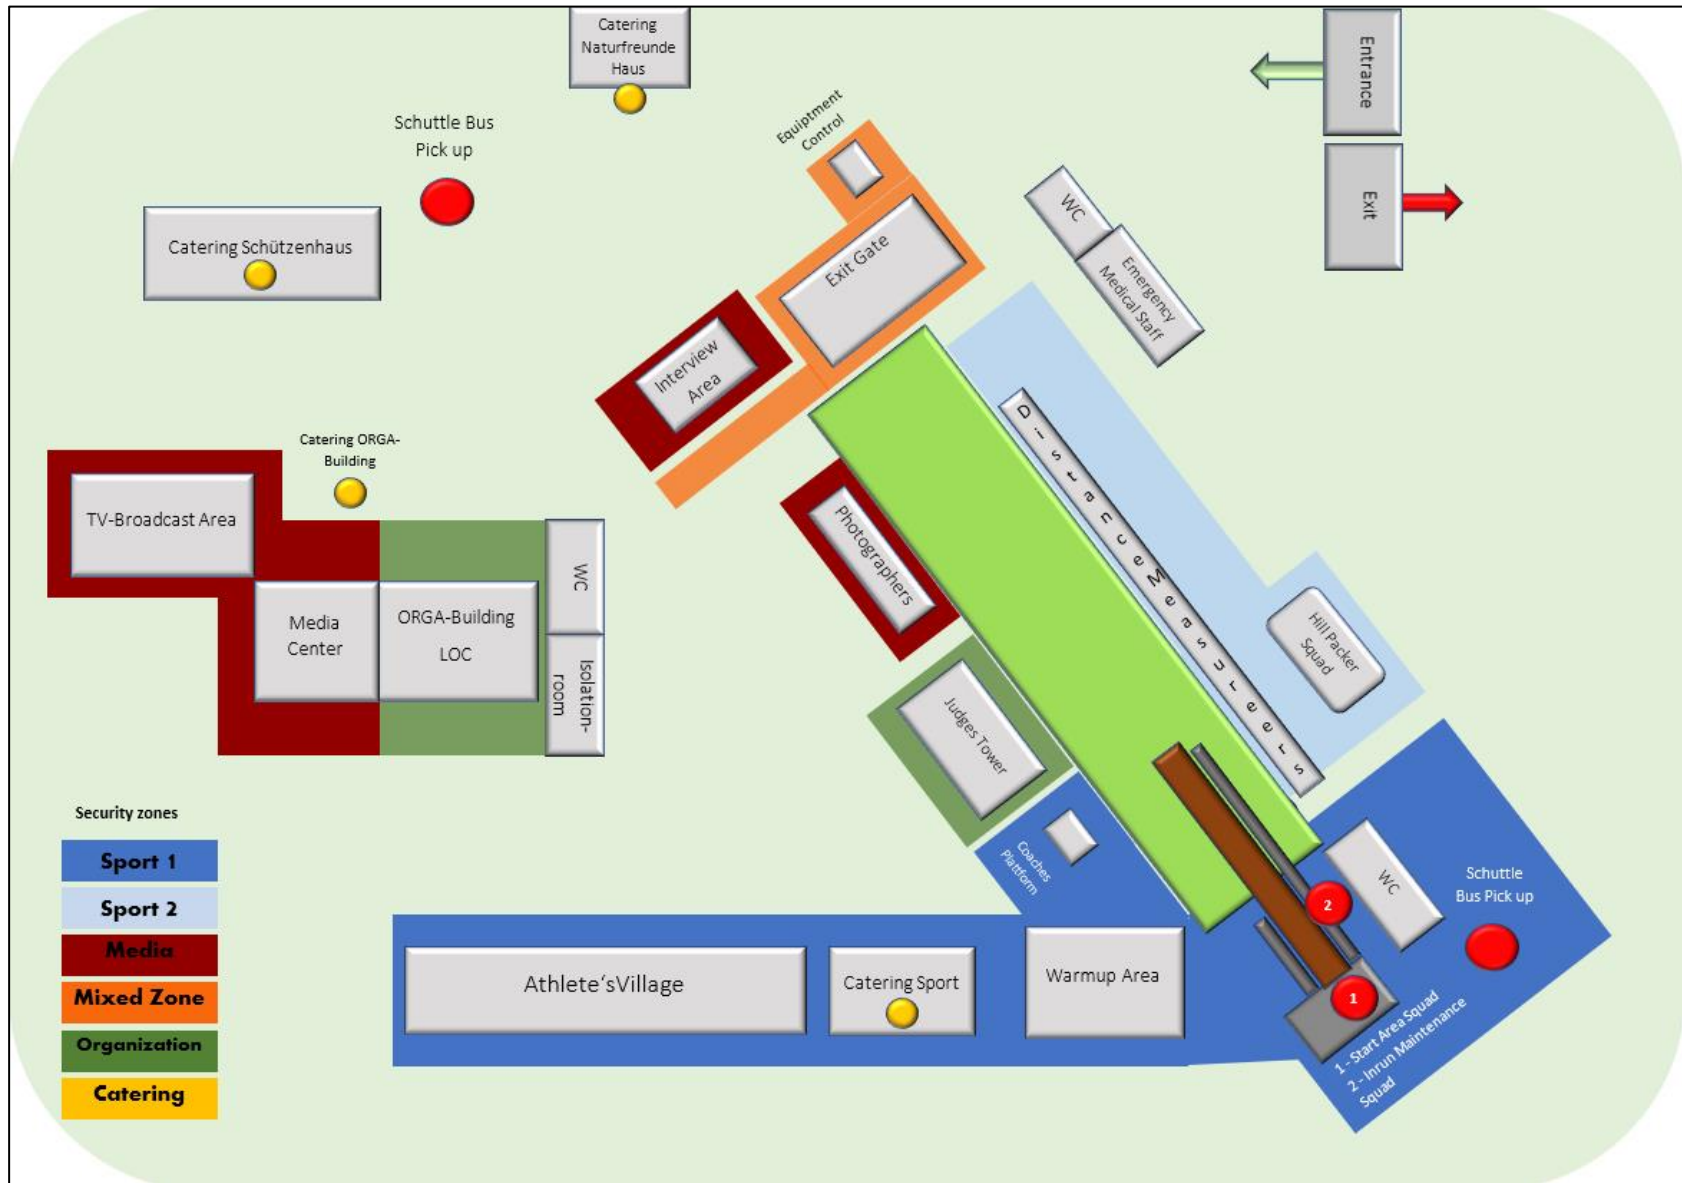 Catering
Naturfreunde
Haus
Entrance
Exit
Schuttle Bus
Pick up
Equiptment
Control
WC
Emergency
Medical Staff
Catering Schützenhaus
Exit Gate
Interview
Area
Distance Measureers
Catering ORGA-
Building
TV-Broadcast Area
Photographers
WC
Media
Center
ORGA-Building
LOC
Isolation-
room
Hill Packer
Squad
Judges Tower
Security zones
Sport 1
Sport 2
Media
Mixed Zone
Organization
Catering
Coaches
Plattform
WC
Schuttle
Bus Pick up
2
1
Athlete‘sVillage
Catering Sport
Warmup Area
1 - Start Area Squad
2 - Inrun Maintenance
Squad